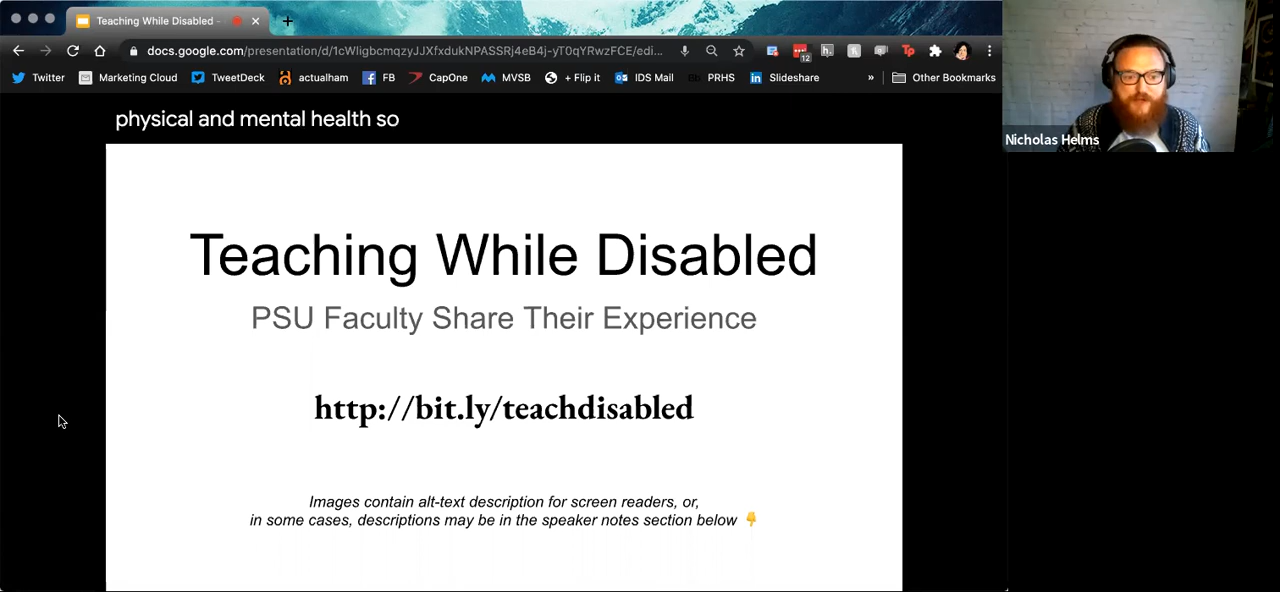 Teaching While Disabled -
docs.google.com/presentation/d/1cWligbcmqzyJJXfxdukNPASSRj4eB4j-yT0qYRwzFCE/edi...
12
Twitter
Marketing Cloud
TweetDeck
actualham
FB
CapOne
MVSB
+ Flip it
IDS Mail
Bb PRHS
Slideshare
»
Other Bookmarks
physical and mental health so
Nicholas Helms
Teaching While Disabled
PSU Faculty Share Their Experience
http://bit.ly/teachdisabled
Images contain alt-text description for screen readers, or,
in some cases, descriptions may be in the speaker notes section below 👇